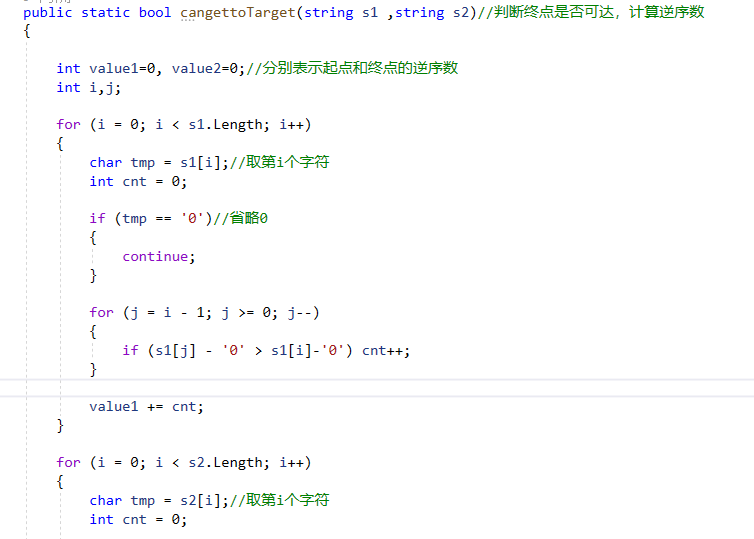 public static bool cangettoTarget(string s1 ,string s2)//判断终点是否可达，计算逆序数
{
int value1=0, value2=0;//分别表示起点和终点的逆序数
int i,j;
for (i = 0; i < s1.Length; i++)
{
char tmp = s1[i];//取第i个字符
int cnt = 0;
if (tmp == '0')//省略0
{
continue;
}
for (j = i - 1; j >= 0; j--)
{
if (s1[j] - '0' > s1[i]-'0') cnt++;
}
value1 += cnt;
}
for (i = 0; i < s2.Length; i++)
{
char tmp = s2[i];//取第i个字符
int cnt = 0;